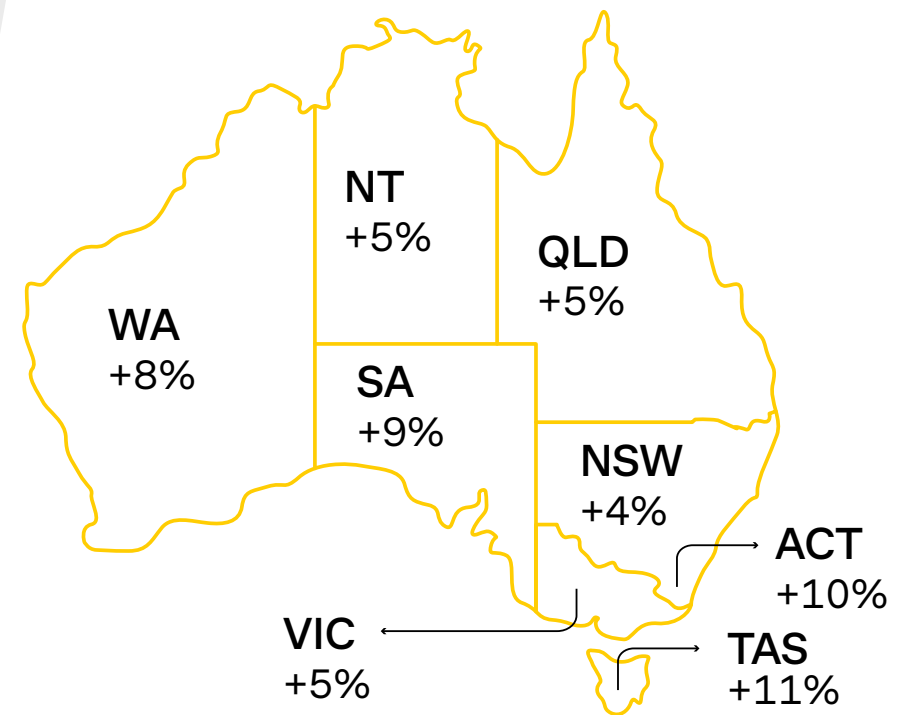 NT
+5%
QLD
+5%
WA
+8%
SA
+9%
NSW
+4%
ACT
+10%
VIC
+5%
TAS
+11%